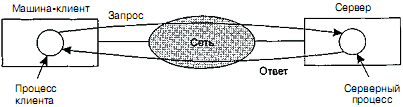 Машина-клиент
Сервер
Запрос
Сеть
Ответ
Процесс
клиента
Серверный
процесс